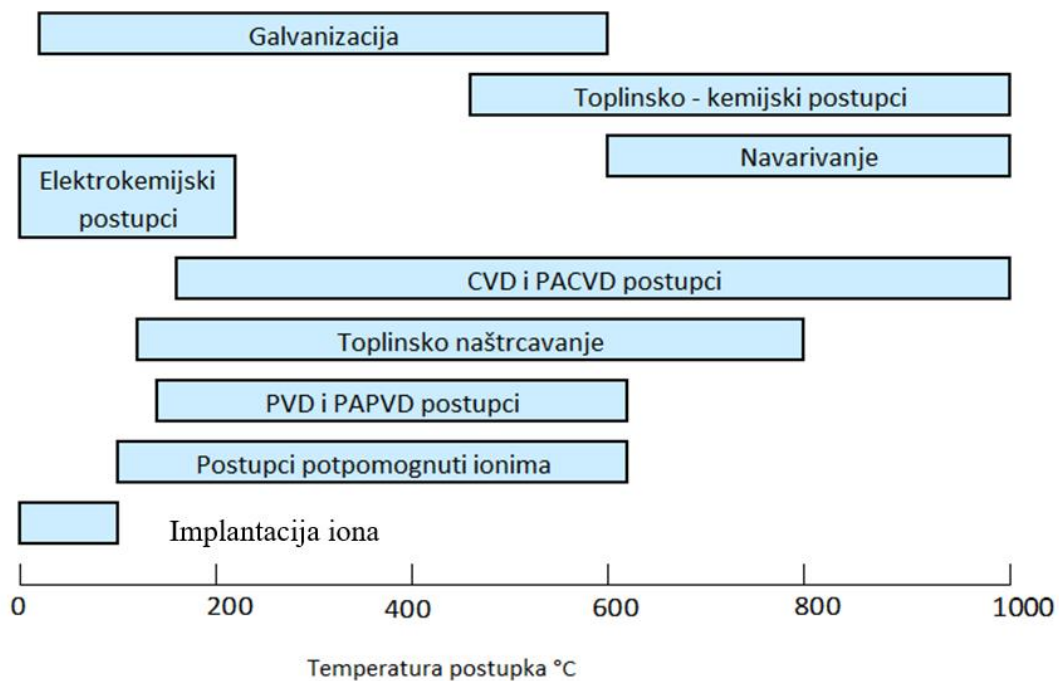 Galvanizacija
Toplinsko - kemijski postupci
Navarivanje
Elektrokemijski
postupci
CVD i PACVD postupci
Toplinsko naštrcavanje
PVD i PAPVD postupci
Postupci potpomognuti ionima
Implantacija iona
0 200 400 600 800 1000
Temperatura postupka °C